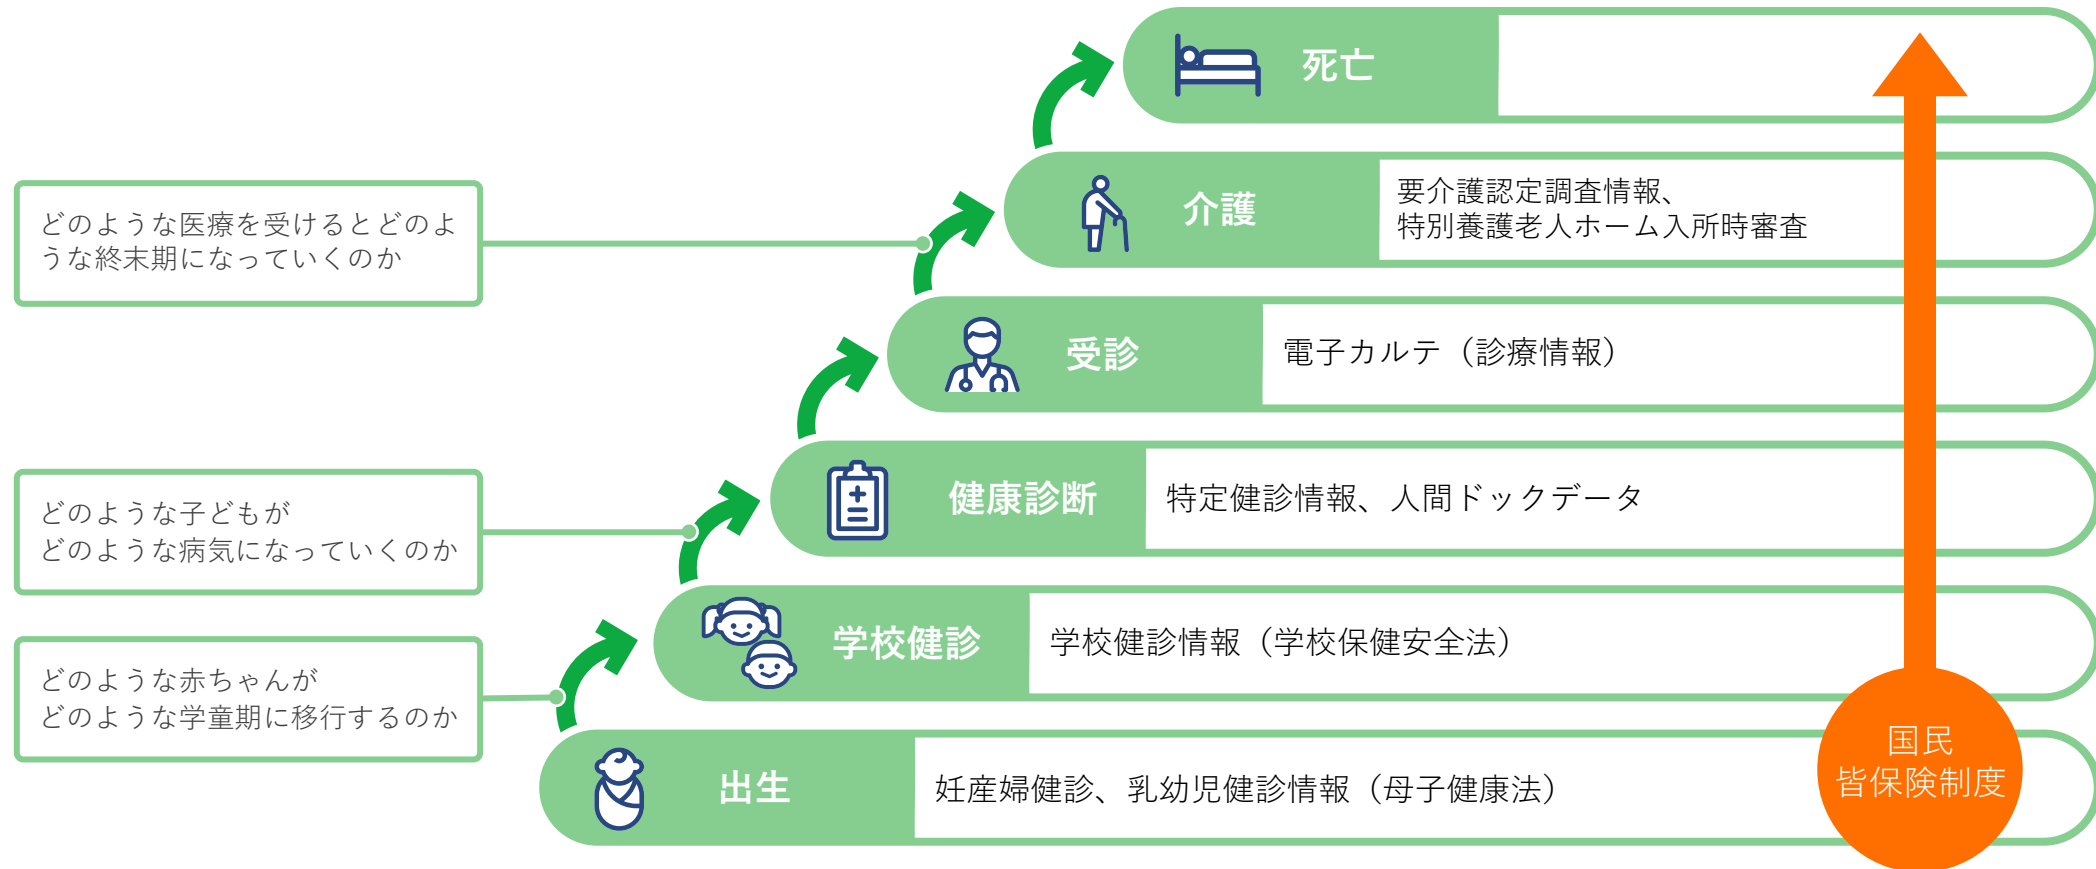 死亡
介護
要介護認定調査情報、
特別養護老人ホーム入所時審査
どのような医療を受けるとどのよ
うな終末期になっていくのか
受診
電子カルテ（診療情報）
健康診断
特定健診情報、人間ドックデータ
どのような子どもが
どのような病気になっていくのか
学校健診
学校健診情報（学校保健安全法）
どのような赤ちゃんが
どのような学童期に移行するのか
出生
妊産婦健診、乳幼児健診情報（母子健康法）
国民
皆保険制度